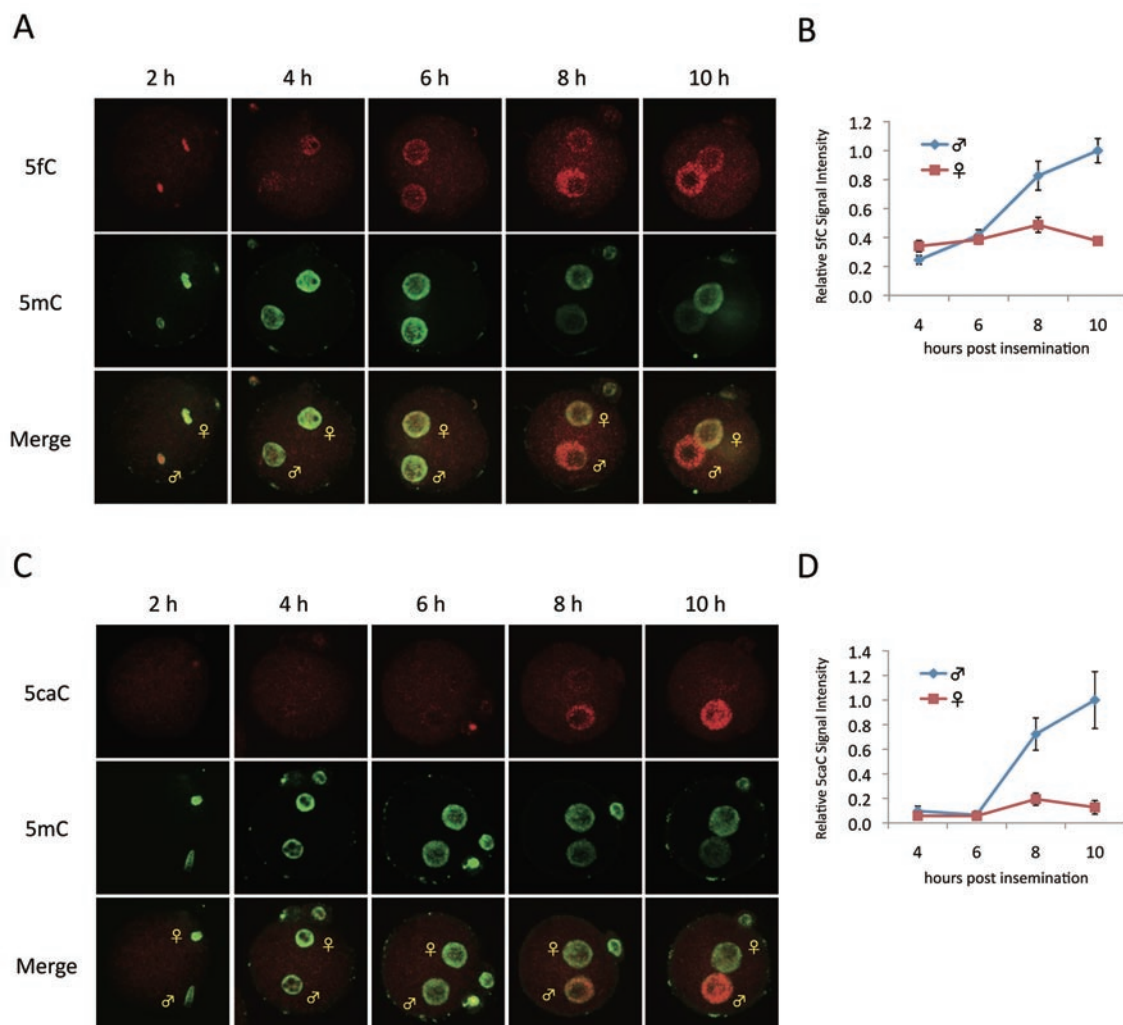 A
2 h 4 h 6 h 8 h 10 h
5fC
5mC
Merge
♀ ♀ ♀ ♀ ♀
♂ ♂ ♂ ♂ ♂
B
Relative 5fC Signal Intensity
1.2
1.0
0.8
0.6
0.4
0.2
0.0
♂
♀
4 6 8 10
hours post insemination
C
2 h 4 h 6 h 8 h 10 h
5caC
5mC
Merge
♀ ♀ ♀ ♀ ♀
♂ ♂ ♂ ♂ ♂
D
Relative 5caC Signal Intensity
1.4
1.2
1.0
0.8
0.6
0.4
0.2
0.0
♂
♀
4 6 8 10
hours post insemination